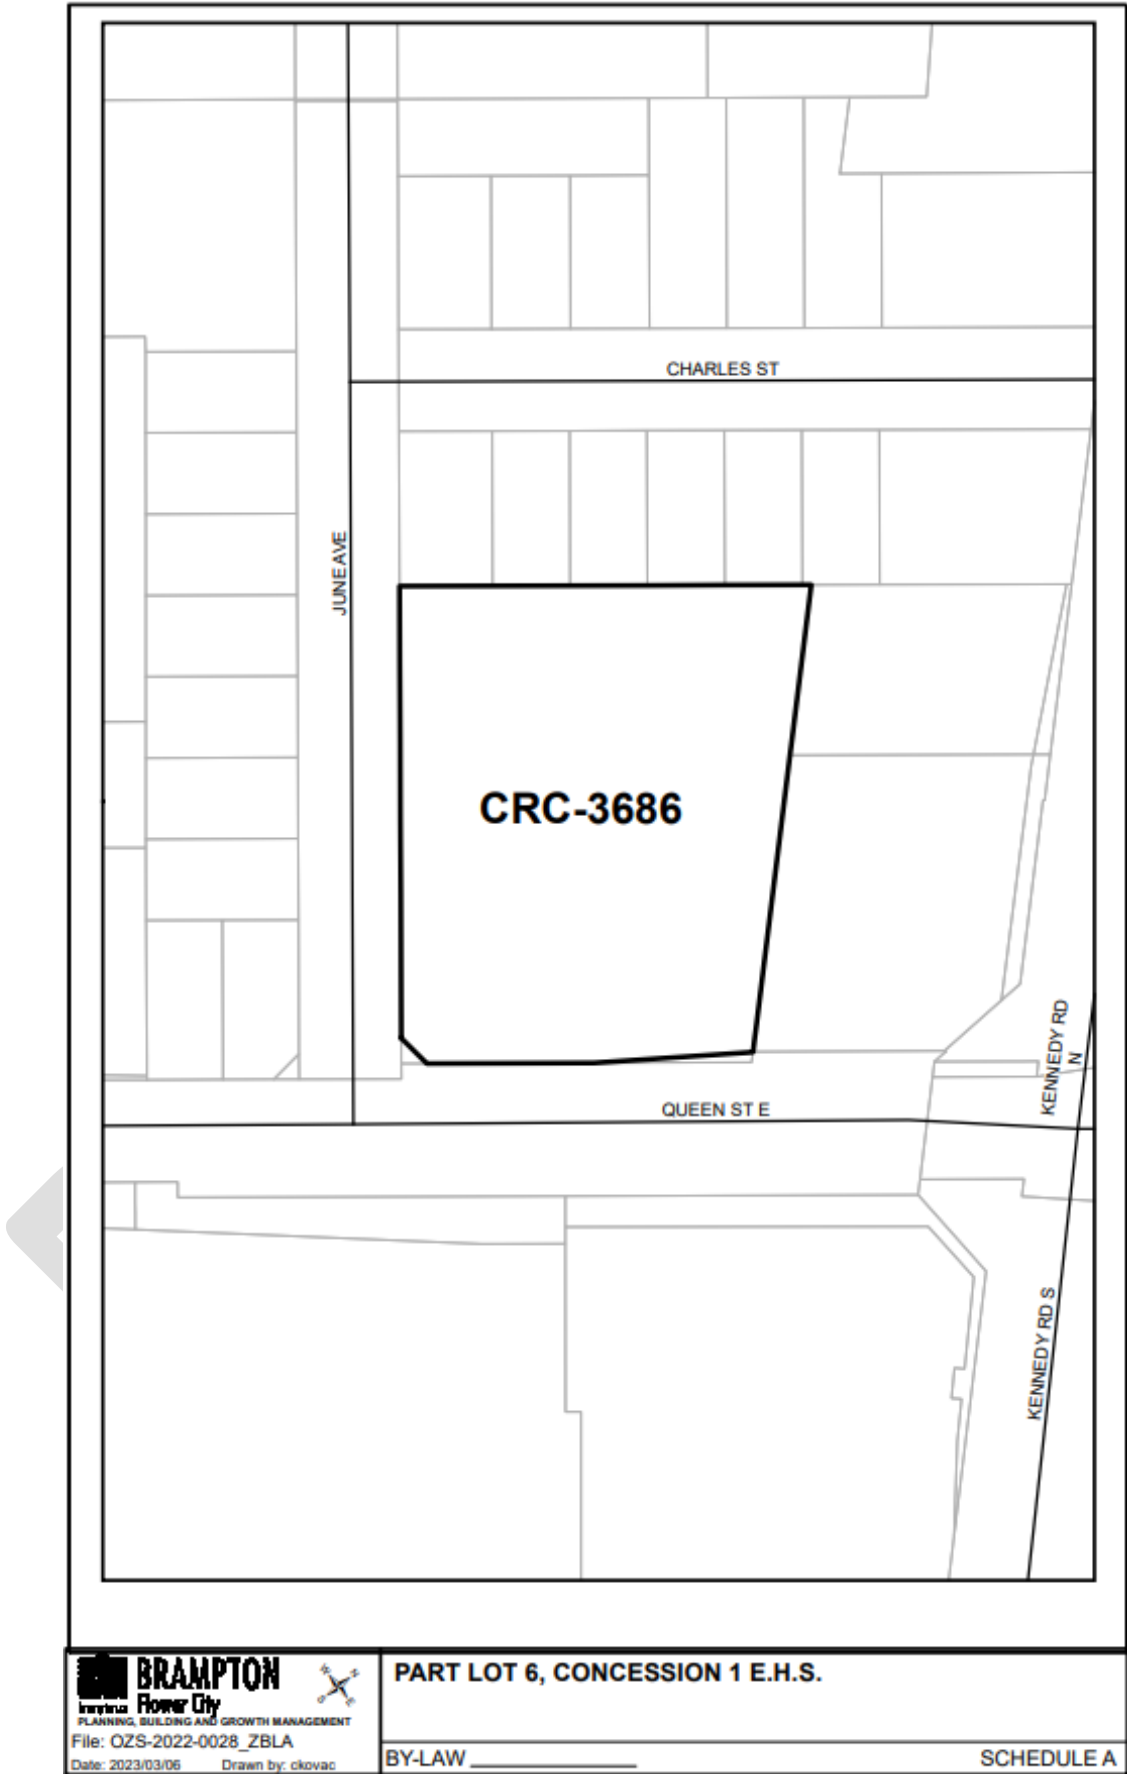 CHARLES ST
JUNE AVE
CRC-3686
KENNEDY RD
N
QUEEN ST E
KENNEDY RD S
BRAMPTON
Flower City
PLANNING, BUILDING AND GROWTH MANAGEMENT
File: OZS-2022-0028_ZBLA
Date: 2023/03/06 Drawn by: ckovac
PART LOT 6, CONCESSION 1 E.H.S.
BY-LAW
SCHEDULE A